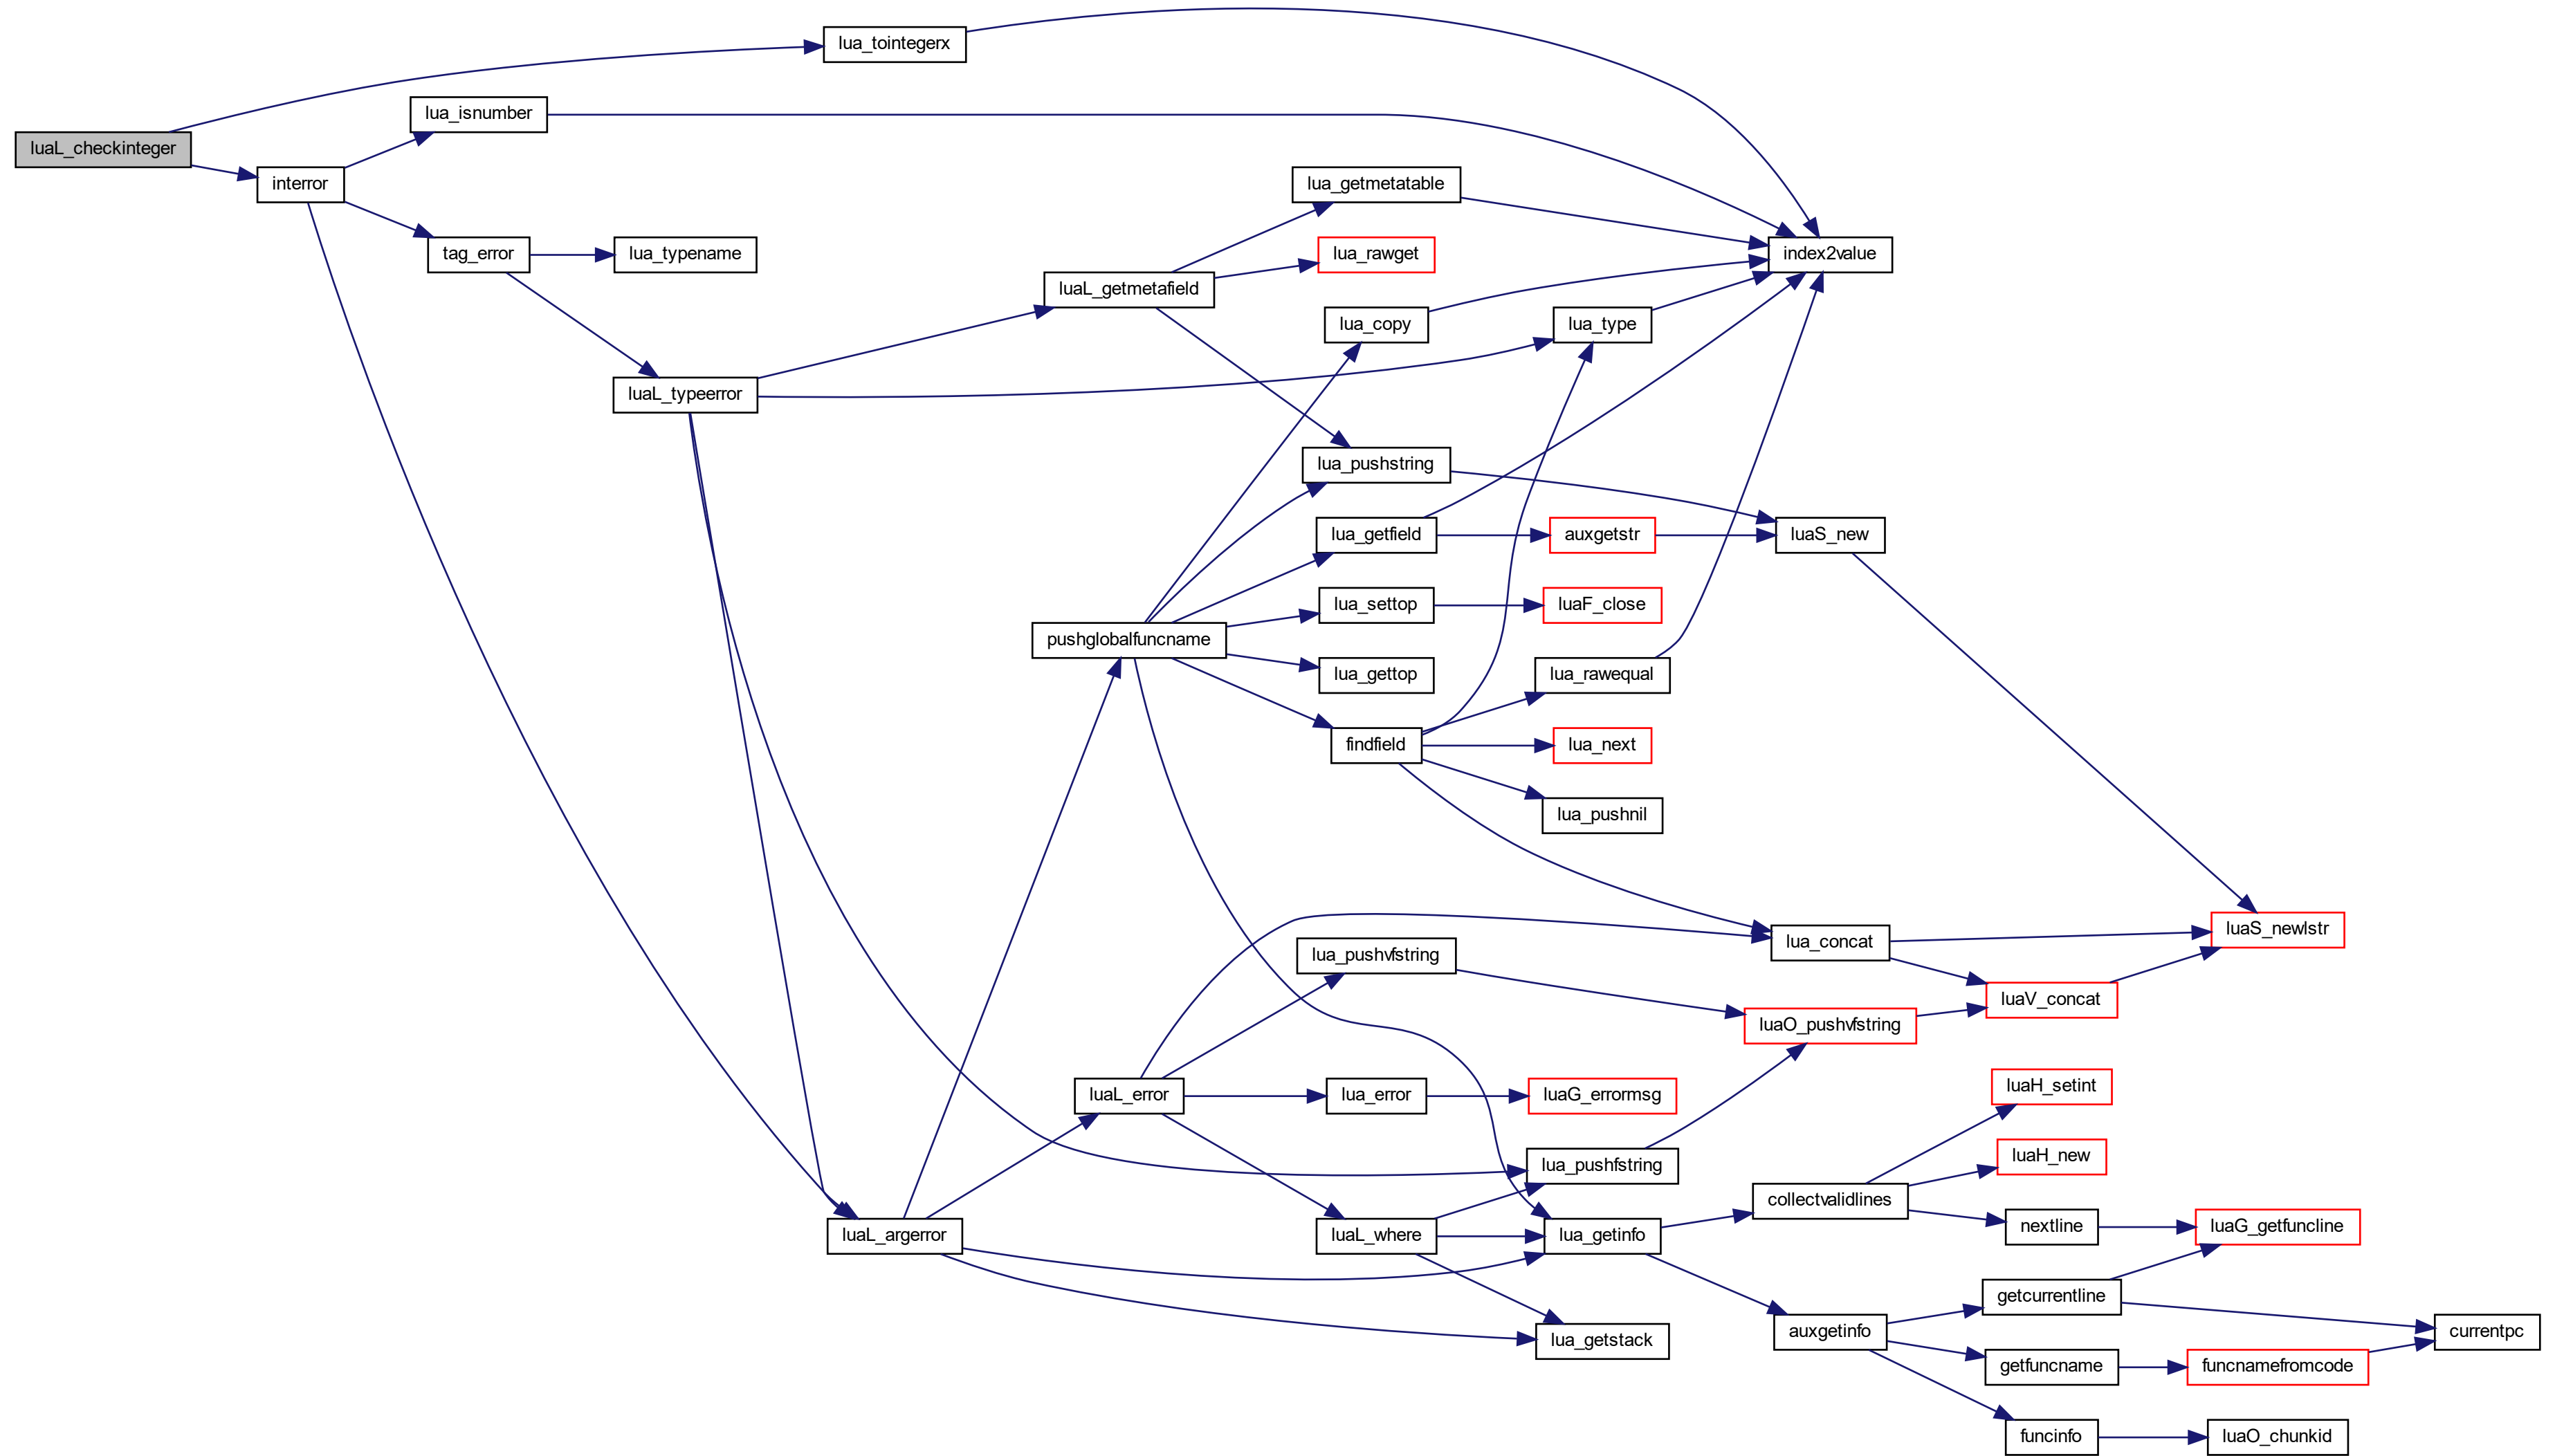 lua_tointegerx
lua_isnumber
luaL_checkinteger
interror
lua_getmetatable
tag_error
lua_typename
lua_rawget
index2value
luaL_getmetafield
lua_copy
lua_type
luaL_typeerror
lua_pushstring
lua_getfield
auxgetstr
luaS_new
lua_settop
luaF_close
pushglobalfuncname
lua_gettop
lua_rawequal
findfield
lua_next
lua_pushnil
luaS_newlstr
lua_concat
lua_pushvfstring
luaV_concat
luaO_pushvfstring
luaH_setint
luaL_error
lua_error
luaG_errormsg
luaH_new
lua_pushfstring
collectvalidlines
nextline
luaG_getfuncline
luaL_argerror
luaL_where
lua_getinfo
getcurrentline
auxgetinfo
currentpc
lua_getstack
getfuncname
funcnamefromcode
funcinfo
luaO_chunkid